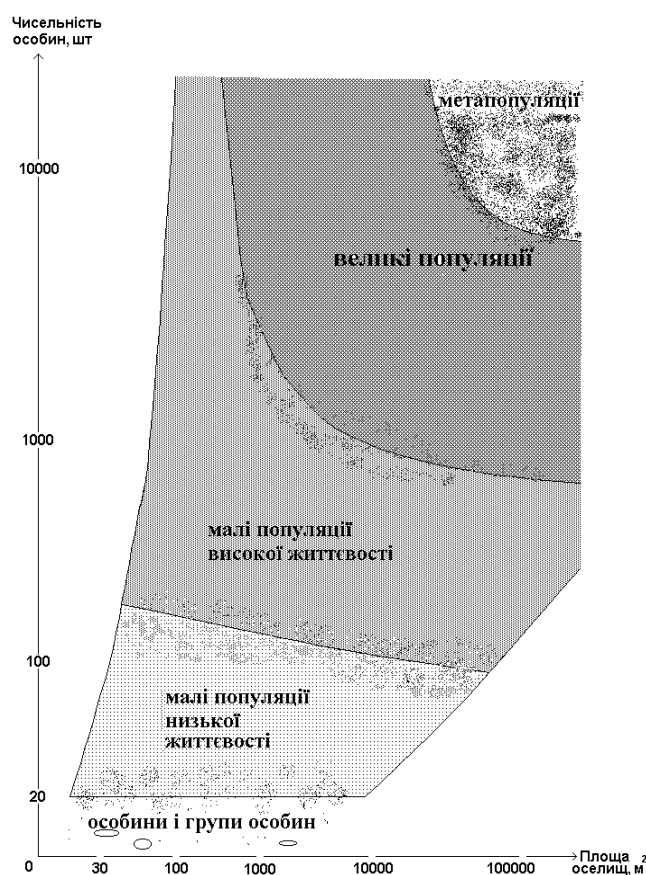 Чисельність
особин, шт
метапопуляції
10000
великі популяції
1000
малі популяції
високої життєвості
100
малі популяції
низької
життєвості
20
особини і групи особин
0 30 100 1000 10000 100000
Площа
оселищ, м²